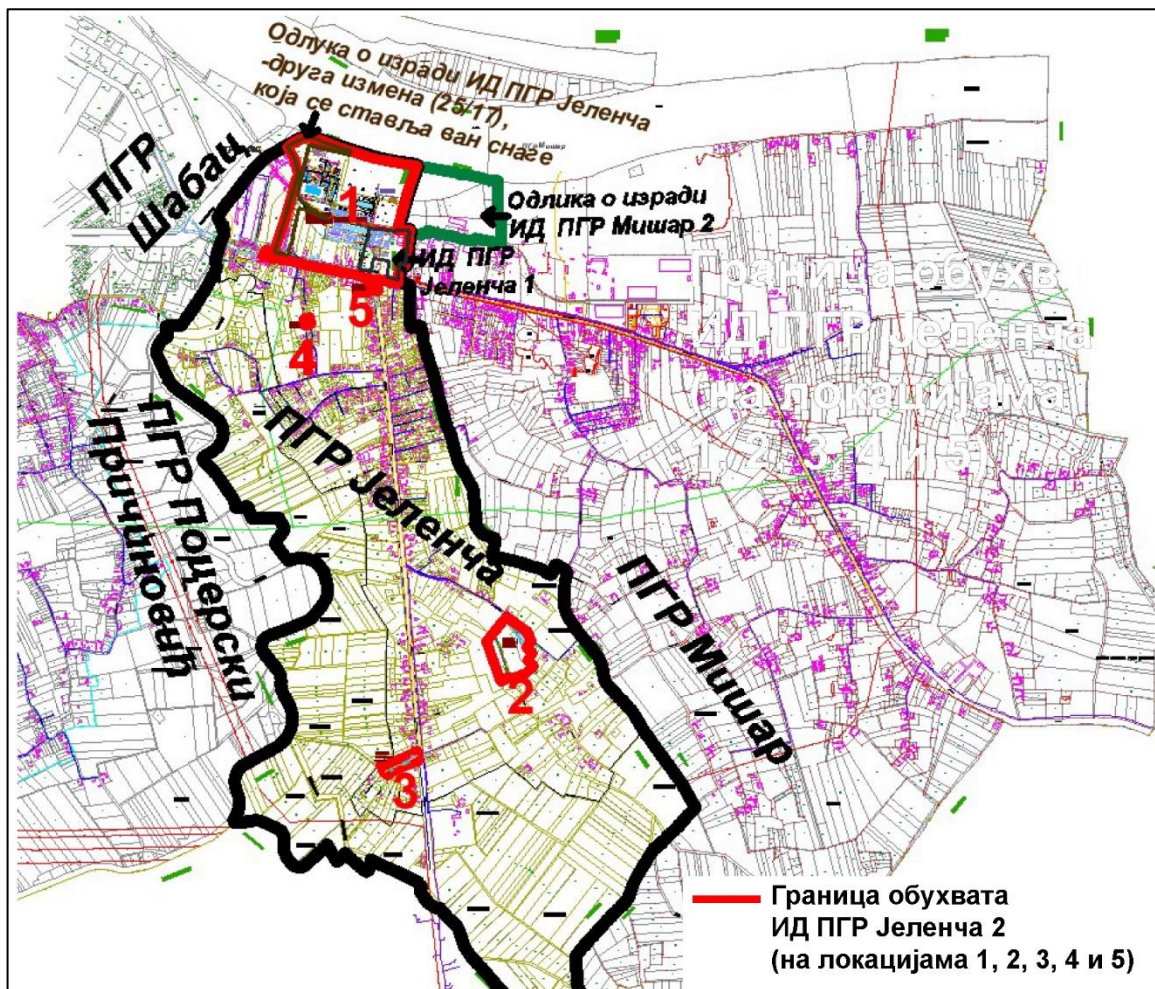 Одлука о изради ИД ПГР Јеленча
-друга измена (25/17),
која се ставља ван снаге
ПГР
Шабац
ПГР Мишар
1
Одлика о изради
ИД ПГР Мишар 2
ИД ПГР
Јеленча 1
5
4
Граница обухв
ИД ПГР Јеленча
(на локацијама
1, 2, 3, 4 и 5)
ПГР Поцерски
Причиновић
ПГР Јеленча
ПГР Мишар
2
3
Граница обухвата
ИД ПГР Јеленча 2
(на локацијама 1, 2, 3, 4 и 5)